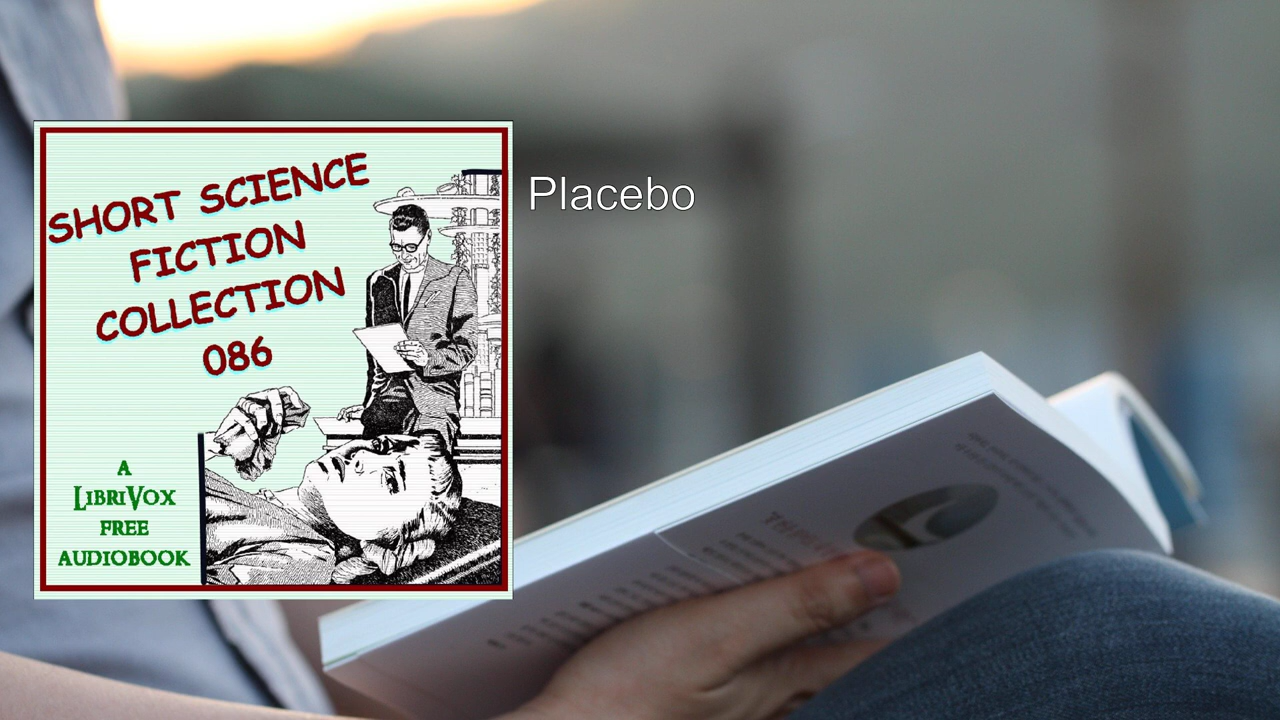 SHORT SCIENCE
FICTION
COLLECTION
086
A
LIBRIVOX
FREE
AUDIOBOOK
Placebo